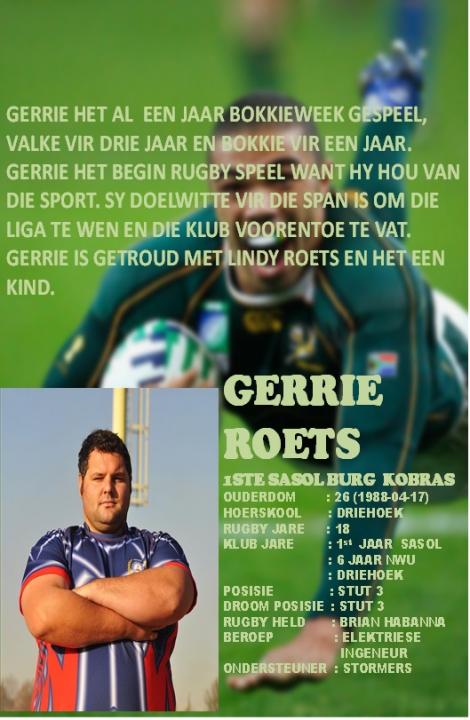 GERRIE HET AL EEN JAAR BOKKIEWEEK GESPEEL,
VALKE VIR DRIE JAAR EN BOKKIE VIR EEN JAAR.
GERRIE HET BEGIN RUGBY SPEEL WANT HY HOU VAN
DIE SPORT. SY DOELWITTE VIR DIE SPAN IS OM DIE
LIGA TE WEN EN DIE KLUB VOORENTOE TE VAT.
GERRIE IS GETROUD MET LINDY ROETS EN HET EEN
KIND.
GERRIE
ROETS
1STE SASOL BURG KOBRAS
OUDERDOM : 26 (1988-04-17)
HOERSKOOL : DRIEHOEK
RUGBY JARE : 18
KLUB JARE : 1st JAAR SASOL
: 6 JAAR NWU
: DRIEHOEK
POSISIE : STUT 3
DROOM POSISIE : STUT 3
RUGBY HELD : BRIAN HABANNA
BEROEP : ELEKTRIESE
INGENEUR
ONDERSTEUNER : STORMERS